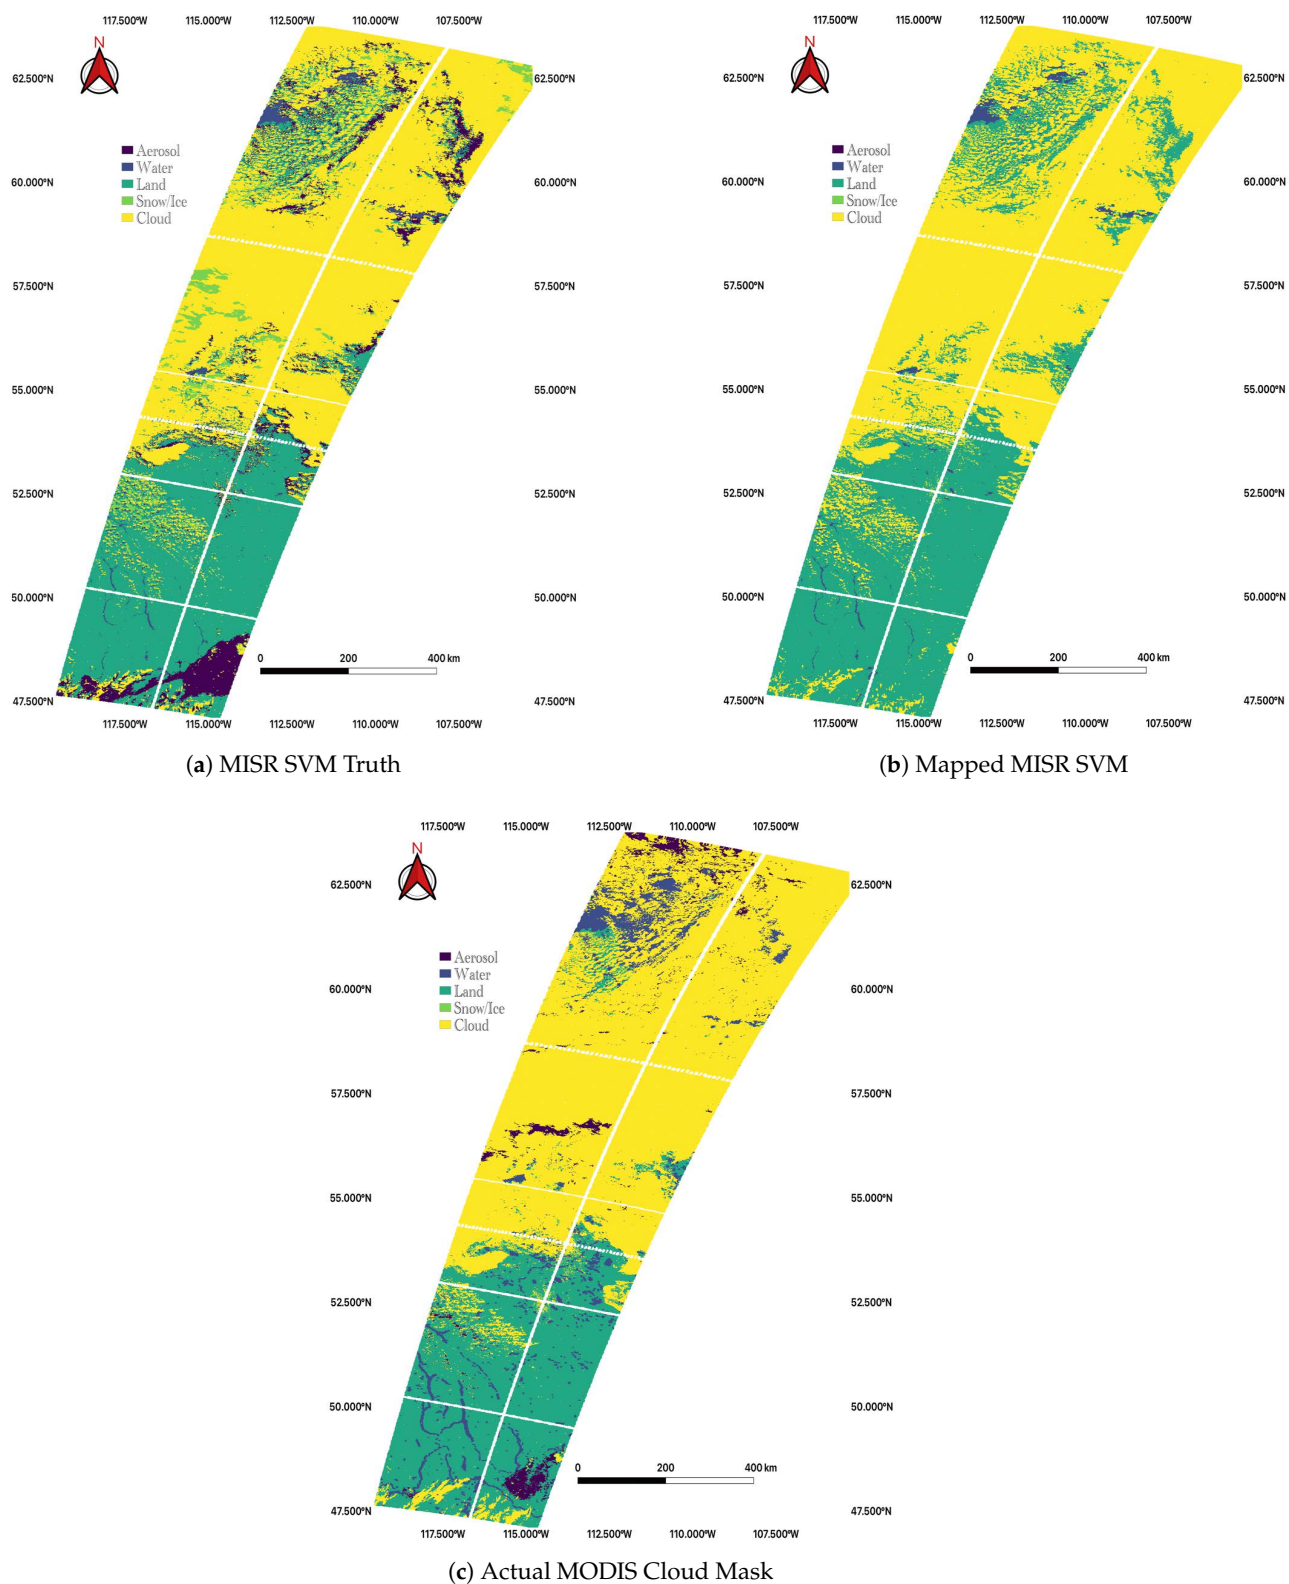 117.500°W 115.000°W 112.500°W 110.000°W 107.500°W
N
62.500°N 62.500°N
Aerosol
Water
Land
Snow/Ice
Cloud
60.000°N 60.000°N
57.500°N 57.500°N
55.000°N 55.000°N
52.500°N 52.500°N
50.000°N 50.000°N
0 200 400 km
47.500°N 47.500°N
117.500°W 115.000°W 112.500°W 110.000°W 107.500°W
(a) MISR SVM Truth
117.500°W 115.000°W 112.500°W 110.000°W 107.500°W
N
62.500°N 62.500°N
Aerosol
Water
Land
Snow/Ice
Cloud
60.000°N 60.000°N
57.500°N 57.500°N
55.000°N 55.000°N
52.500°N 52.500°N
50.000°N 50.000°N
0 200 400 km
47.500°N 47.500°N
117.500°W 115.000°W 112.500°W 110.000°W 107.500°W
(b) Mapped MISR SVM
117.500°W 115.000°W 112.500°W 110.000°W 107.500°W
N
62.500°N 62.500°N
Aerosol
Water
Land
Snow/Ice
Cloud
60.000°N 60.000°N
57.500°N 57.500°N
55.000°N 55.000°N
52.500°N 52.500°N
50.000°N 50.000°N
0 200 400 km
47.500°N 47.500°N
117.500°W 115.000°W 112.500°W 110.000°W 107.500°W
(c) Actual MODIS Cloud Mask